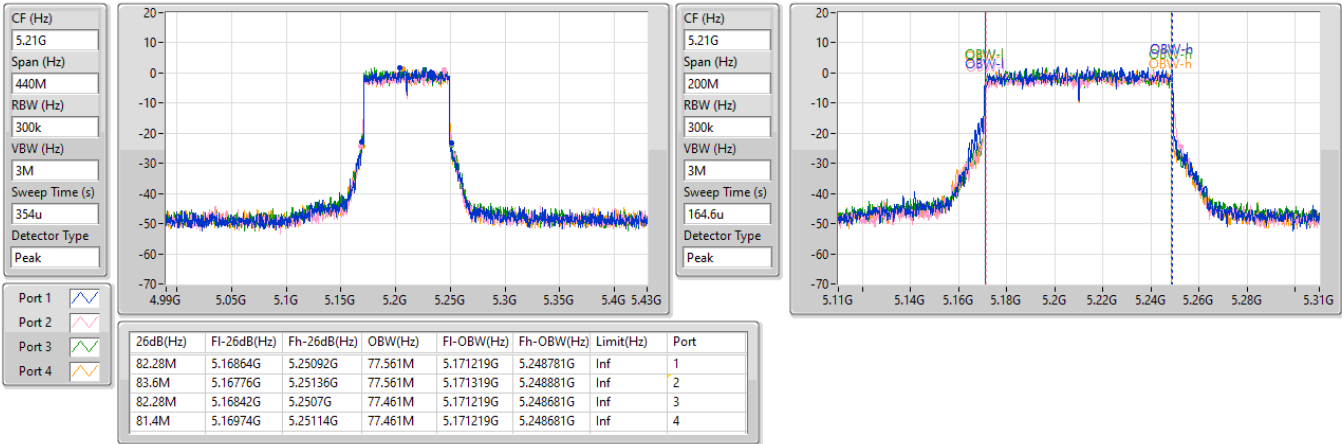 CF (Hz)
5.21G
Span (Hz)
440M
RBW (Hz)
300k
VBW (Hz)
3M
Sweep Time (s)
354u
Detector Type
Peak
20
10
0
-10
-20
-30
-40
-50
-60
-70
4.99G 5.05G 5.1G 5.15G 5.2G 5.25G 5.3G 5.35G 5.4G 5.43G
CF (Hz)
5.21G
Span (Hz)
200M
RBW (Hz)
300k
VBW (Hz)
3M
Sweep Time (s)
164.6u
Detector Type
Peak
20
10
0
-10
-20
-30
-40
-50
-60
-70
OBW-l
OBW-l
OBW-h
OBW-h
OBW-h
5.11G 5.14G 5.16G 5.18G 5.2G 5.22G 5.24G 5.26G 5.28G 5.31G
Port 1
Port 2
Port 3
Port 4
26dB(Hz) Fl-26dB(Hz) Fh-26dB(Hz) OBW(Hz) Fl-OBW(Hz) Fh-OBW(Hz) Limit(Hz) Port
82.28M 5.16864G 5.25092G 77.561M 5.171219G 5.248781G Inf 1
83.6M 5.16776G 5.25136G 77.561M 5.171319G 5.248881G Inf 2
82.28M 5.16842G 5.2507G 77.461M 5.171219G 5.248681G Inf 3
81.4M 5.16974G 5.25114G 77.461M 5.171219G 5.248681G Inf 4